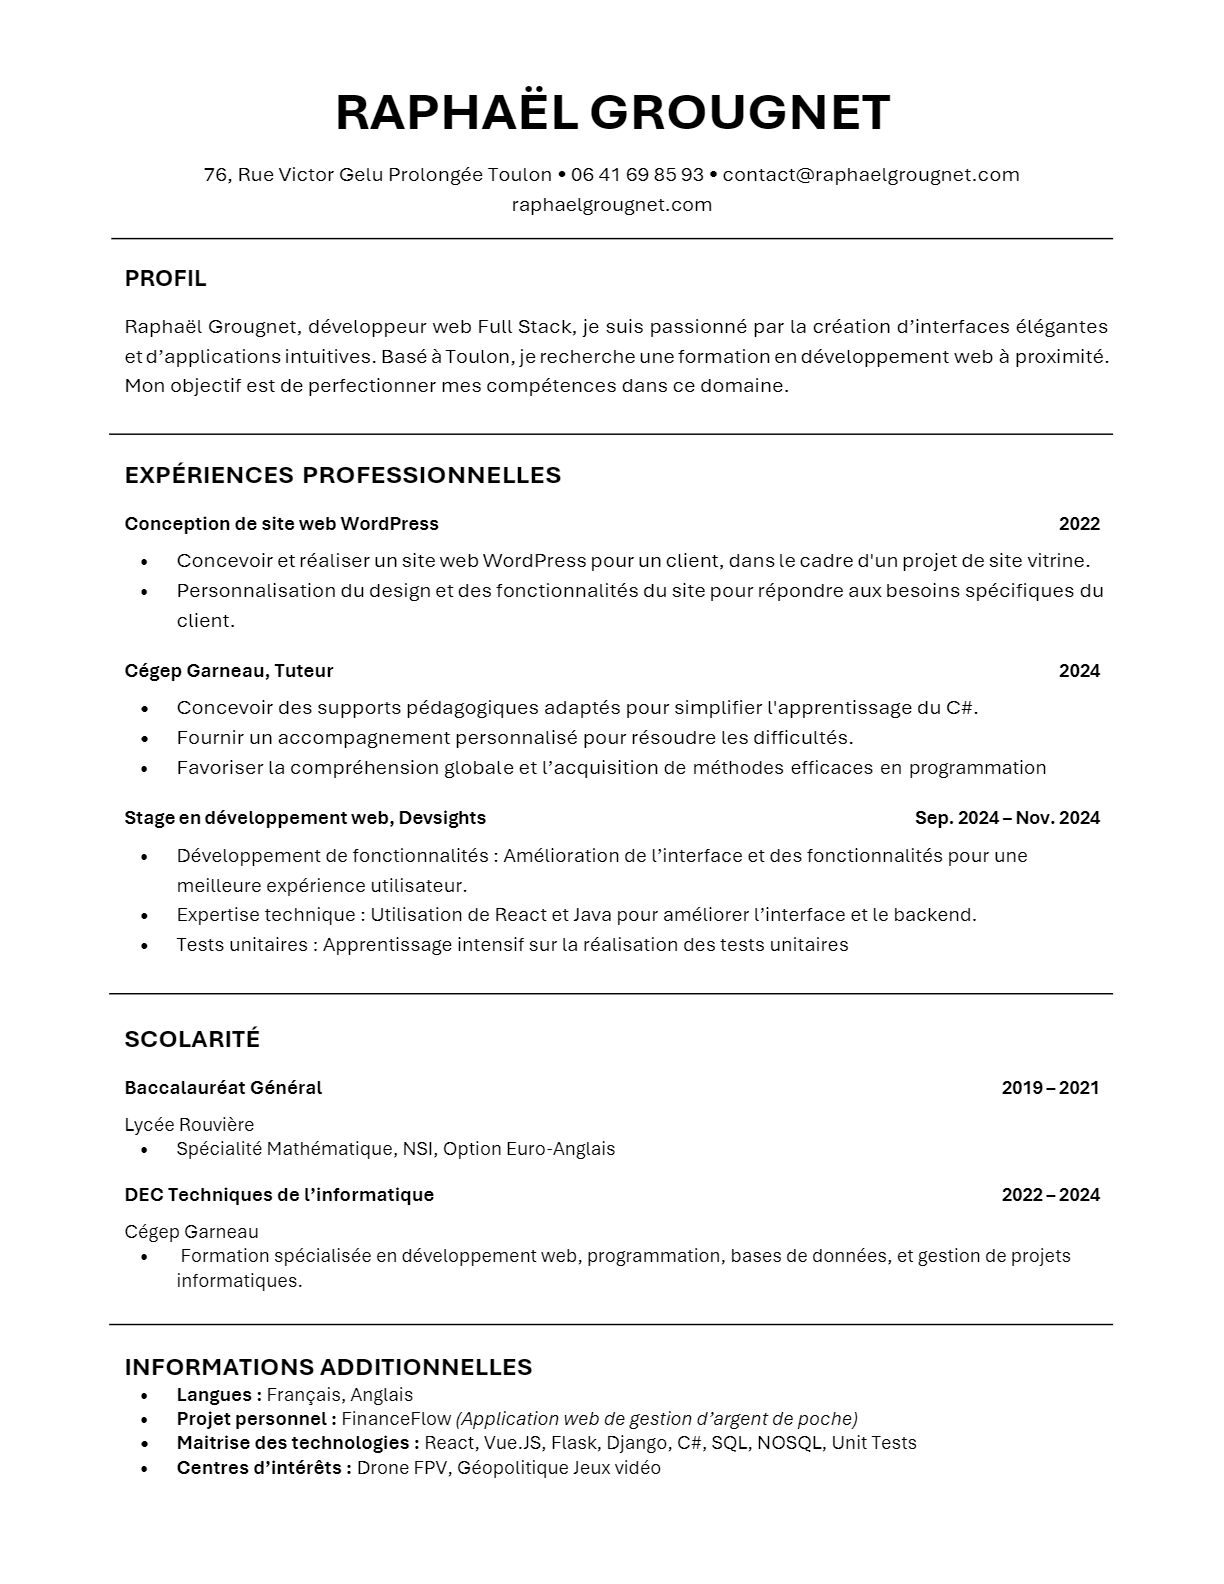 RAPHAËL GROUGNET
76, Rue Victor Gelu Prolongée Toulon • 06 41 69 85 93 • contact@raphaelgrougnet.com
raphaelgrougnet.com
PROFIL
Raphaël Grougnet, développeur web Full Stack, je suis passionné par la création d’interfaces élégantes
et d’applications intuitives. Basé à Toulon, je recherche une formation en développement web à proximité.
Mon objectif est de perfectionner mes compétences dans ce domaine.
EXPÉRIENCES PROFESSIONNELLES
Conception de site web WordPress 2022
• Concevoir et réaliser un site web WordPress pour un client, dans le cadre d'un projet de site vitrine.
• Personnalisation du design et des fonctionnalités du site pour répondre aux besoins spécifiques du
client.
Cégep Garneau, Tuteur 2024
• Concevoir des supports pédagogiques adaptés pour simplifier l'apprentissage du C#.
• Fournir un accompagnement personnalisé pour résoudre les difficultés.
• Favoriser la compréhension globale et l’acquisition de méthodes efficaces en programmation
Stage en développement web, Devsights Sep. 2024 – Nov. 2024
• Développement de fonctionnalités : Amélioration de l’interface et des fonctionnalités pour une
meilleure expérience utilisateur.
• Expertise technique : Utilisation de React et Java pour améliorer l’interface et le backend.
• Tests unitaires : Apprentissage intensif sur la réalisation des tests unitaires
SCOLARITÉ
Baccalauréat Général 2019 – 2021
Lycée Rouvière
• Spécialité Mathématique, NSI, Option Euro-Anglais
DEC Techniques de l’informatique 2022 – 2024
Cégep Garneau
• Formation spécialisée en développement web, programmation, bases de données, et gestion de projets
informatiques.
INFORMATIONS ADDITIONNELLES
• Langues : Français, Anglais
• Projet personnel : FinanceFlow (Application web de gestion d’argent de poche)
• Maitrise des technologies : React, Vue.JS, Flask, Django, C#, SQL, NOSQL, Unit Tests
• Centres d’intérêts : Drone FPV, Géopolitique Jeux vidéo